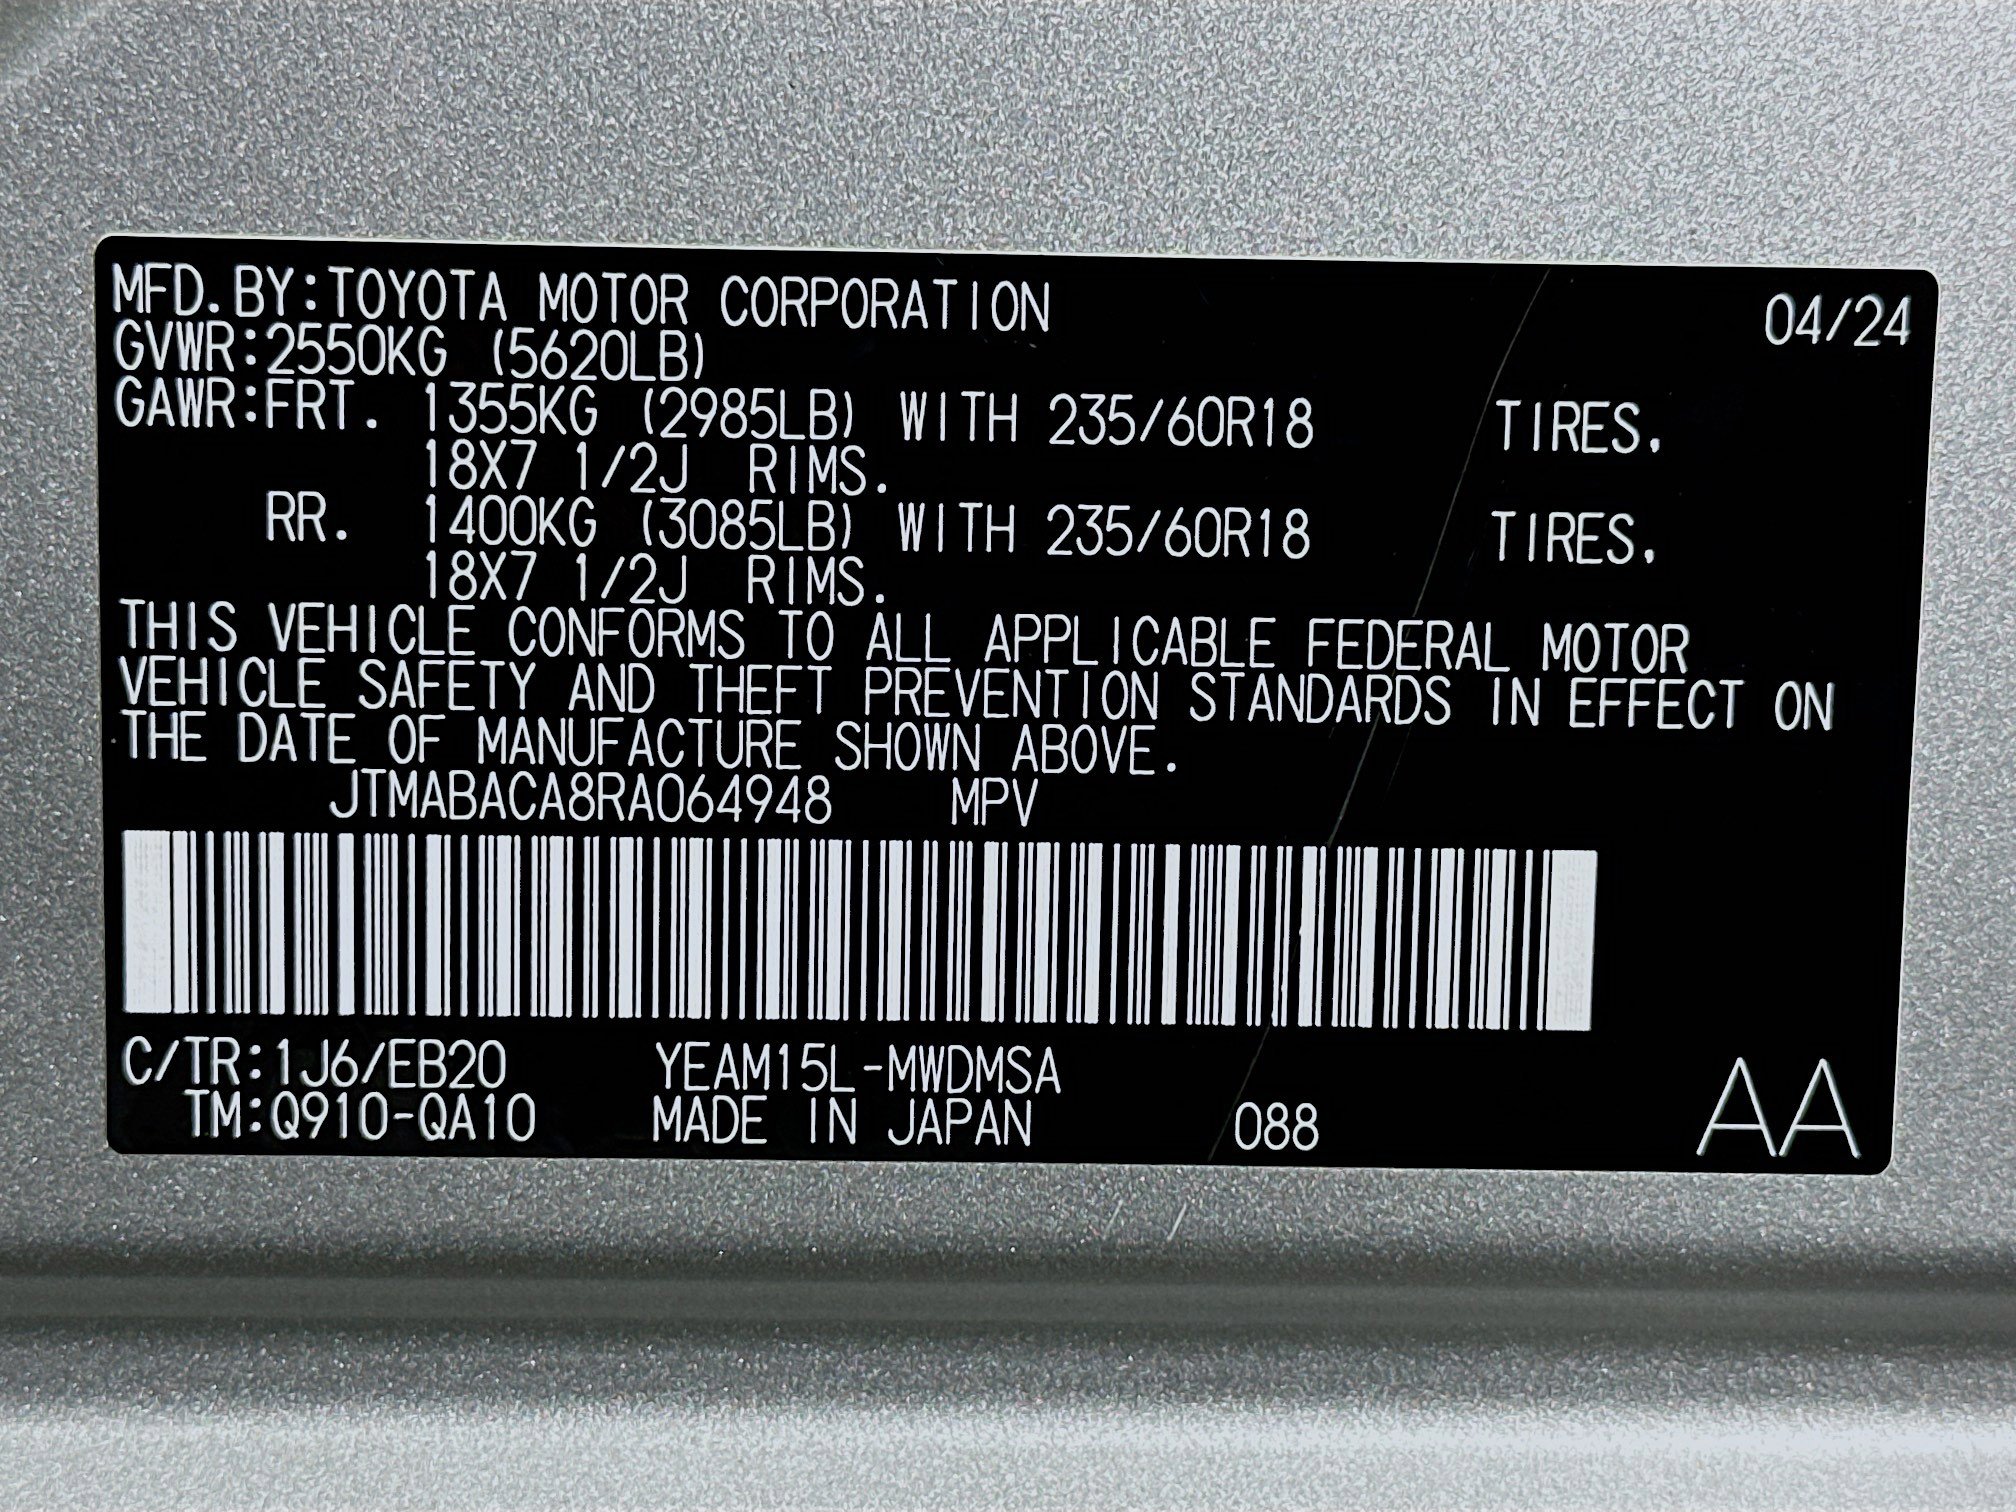 MFD.BY:TOYOTA MOTOR CORPORATION 04/24
GVWR:2550KG (5620LB)
GAWR:FRT. 1355KG (2985LB) WITH 235/60R18 TIRES.
18X7 1/2J RIMS.
RR. 1400KG (3085LB) WITH 235/60R18 TIRES.
18X7 1/2J RIMS.
THIS VEHICLE CONFORMS TO ALL APPLICABLE FEDERAL MOTOR
VEHICLE SAFETY AND THEFT PREVENTION STANDARDS IN EFFECT ON
THE DATE OF MANUFACTURE SHOWN ABOVE.
JTMABACA8RA064948 MPV
C/TR:1J6/EB20 YEAM15L-MWDMSA
TM:Q910-QA10 MADE IN JAPAN 088 AA